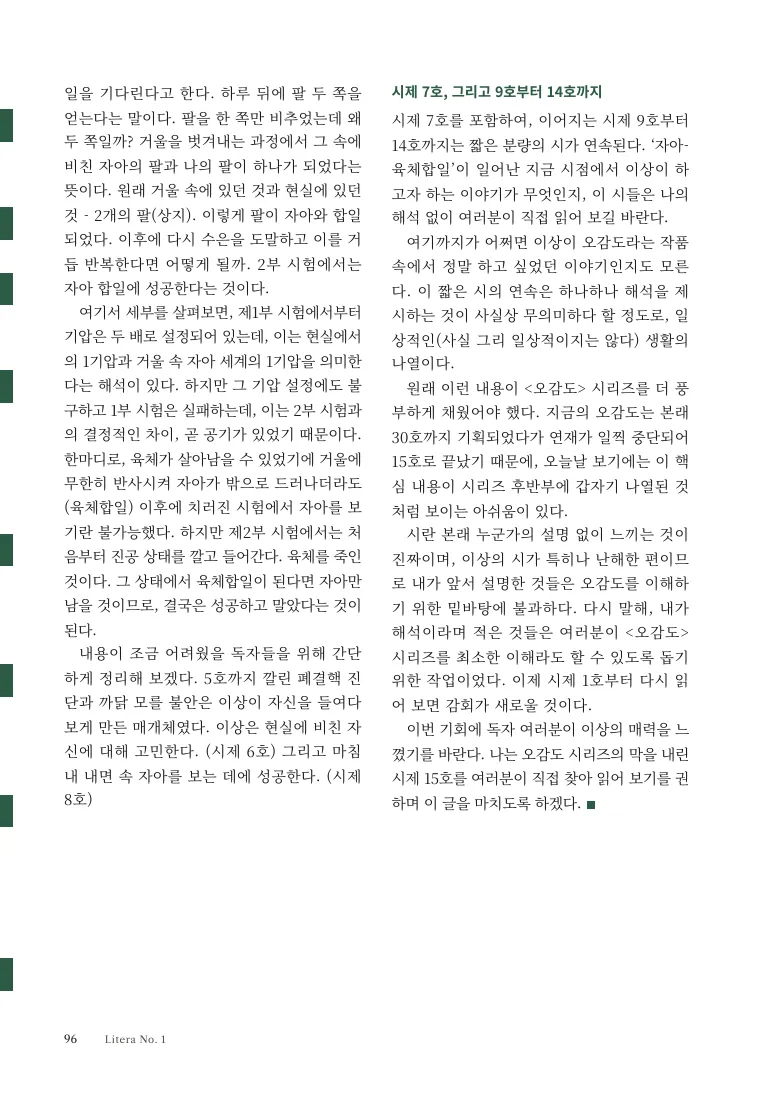 일을 기다린다고 한다. 하루 뒤에 팔 두 쪽을
얻는다는 말이다. 팔을 한 쪽만 비추었는데 왜
두 쪽일까? 거울을 벗겨내는 과정에서 그 속에
비친 자아의 팔과 나의 팔이 하나가 되었다는
뜻이다. 원래 거울 속에 있던 것과 현실에 있던
것 - 2개의 팔(상지). 이렇게 팔이 자아와 합일
되었다. 이후에 다시 수은을 도말하고 이를 거
듭 반복한다면 어떻게 될까. 2부 시험에서는
자아 합일에 성공한다는 것이다.
여기서 세부를 살펴보면, 제1부 시험에서부터
기압은 두 배로 설정되어 있는데, 이는 현실에서
의 1기압과 거울 속 자아 세계의 1기압을 의미한
다는 해석이 있다. 하지만 그 기압 설정에도 불
구하고 1부 시험은 실패하는데, 이는 2부 시험과
의 결정적인 차이, 곧 공기가 있었기 때문이다.
한마디로, 육체가 살아남을 수 있었기에 거울에
무한히 반사시켜 자아가 밖으로 드러나더라도
(육체합일) 이후에 치러진 시험에서 자아를 보
기란 불가능했다. 하지만 제2부 시험에서는 처
음부터 진공 상태를 깔고 들어간다. 육체를 죽인
것이다. 그 상태에서 육체합일이 된다면 자아만
남을 것이므로, 결국은 성공하고 말았다는 것이
된다.
내용이 조금 어려웠을 독자들을 위해 간단
하게 정리해 보겠다. 5호까지 깔린 폐결핵 진
단과 까닭 모를 불안은 이상이 자신을 들여다
보게 만든 매개체였다. 이상은 현실에 비친 자
신에 대해 고민한다. (시제 6호) 그리고 마침
내 내면 속 자아를 보는 데에 성공한다. (시제
8호)
시제 7호, 그리고 9호부터 14호까지
시제 7호를 포함하여, 이어지는 시제 9호부터
14호까지는 짧은 분량의 시가 연속된다. ‘자아-
육체합일’이 일어난 지금 시점에서 이상이 하
고자 하는 이야기가 무엇인지, 이 시들은 나의
해석 없이 여러분이 직접 읽어 보길 바란다.
여기까지가 어쩌면 이상이 오감도라는 작품
속에서 정말 하고 싶었던 이야기인지도 모른
다. 이 짧은 시의 연속은 하나하나 해석을 제
시하는 것이 사실상 무의미하다 할 정도로, 일
상적인(사실 그리 일상적이지는 않다) 생활의
나열이다.
원래 이런 내용이 <오감도> 시리즈를 더 풍
부하게 채웠어야 했다. 지금의 오감도는 본래
30호까지 기획되었다가 연재가 일찍 중단되어
15호로 끝났기 때문에, 오늘날 보기에는 이 핵
심 내용이 시리즈 후반부에 갑자기 나열된 것
처럼 보이는 아쉬움이 있다.
시란 본래 누군가의 설명 없이 느끼는 것이
진짜이며, 이상의 시가 특히나 난해한 편이므
로 내가 앞서 설명한 것들은 오감도를 이해하
기 위한 밑바탕에 불과하다. 다시 말해, 내가
해석이라며 적은 것들은 여러분이 <오감도>
시리즈를 최소한 이해라도 할 수 있도록 돕기
위한 작업이었다. 이제 시제 1호부터 다시 읽
어 보면 감회가 새로울 것이다.
이번 기회에 독자 여러분이 이상의 매력을 느
꼈기를 바란다. 나는 오감도 시리즈의 막을 내린
시제 15호를 여러분이 직접 찾아 읽어 보기를 권
하며 이 글을 마치도록 하겠다. ■
96 Litera No. 1